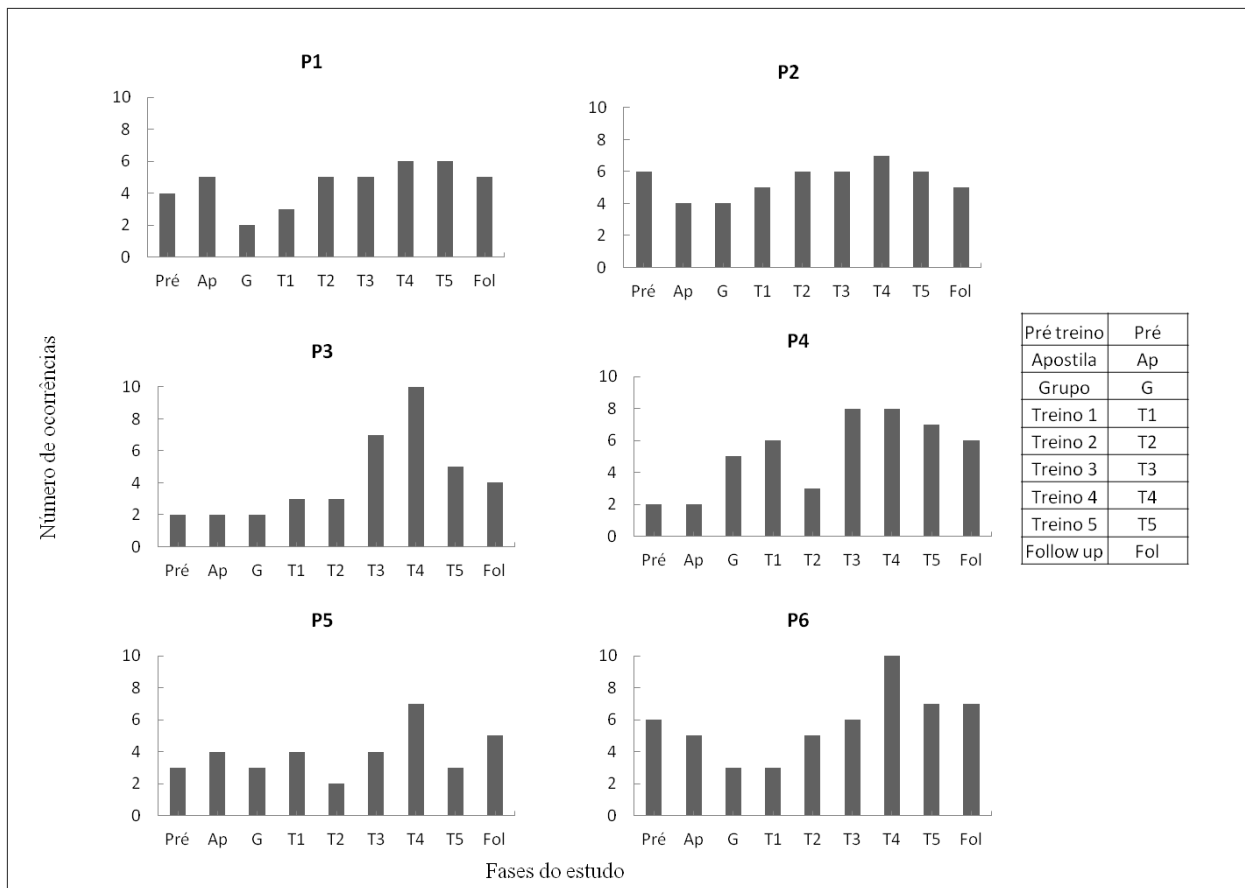 P1
10
8
6
4
2
0
Pré Ap G T1 T2 T3 T4 T5 Fol
P2
10
8
6
4
2
0
Pré Ap G T1 T2 T3 T4 T5 Fol
Número de ocorrências
P3
10
8
6
4
2
0
Pré Ap G T1 T2 T3 T4 T5 Fol
P4
10
8
6
4
2
0
Pré Ap G T1 T2 T3 T4 T5 Fol
Pré treino Pré
Apostila Ap
Grupo G
Treino 1 T1
Treino 2 T2
Treino 3 T3
Treino 4 T4
Treino 5 T5
Follow up Fol
P5
10
8
6
4
2
0
Pré Ap G T1 T2 T3 T4 T5 Fol
P6
10
8
6
4
2
0
Pré Ap G T1 T2 T3 T4 T5 Fol
Fases do estudo